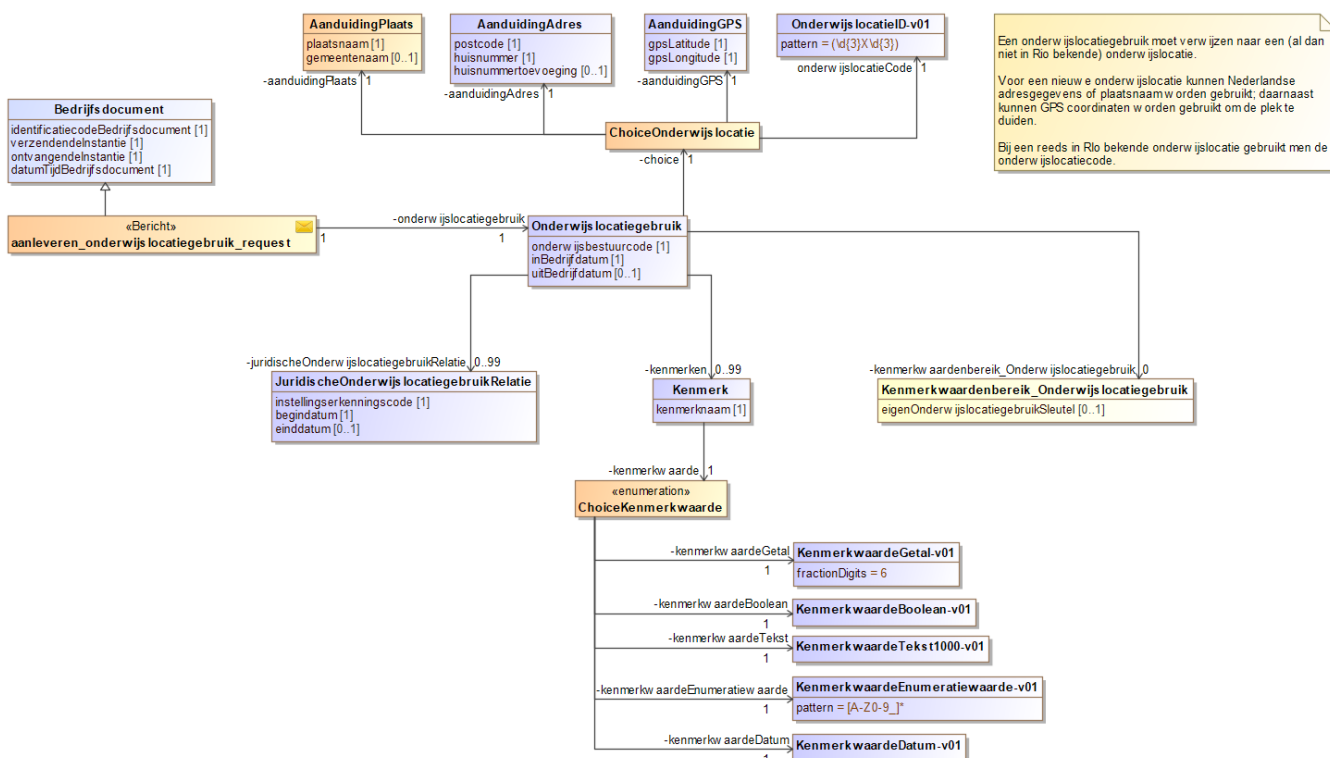 AanduidingPlaats
plaatsnaam [1]
gemeentenaam [0..1]
AanduidingAdres
postcode [1]
huisnummer [1]
huisnummertoevoeging [0..1]
AanduidingGPS
gpsLatitude [1]
gpsLongitude [1]
OnderwijslocatieID-v01
pattern = (\d{3}X\d{3})
Een onderwijslocatiegebruik moet verwijzen naar een (al dan
niet in Rio bekende) onderwijslocatie.
Voor een nieuwe onderwijslocatie kunnen Nederlandse
adresgegevens of plaatsnaam worden gebruikt; daarnaast
kunnen GPS coordinaten worden gebruikt om de plek te
duiden.
Bij een reeds in RIo bekende onderwijslocatie gebruikt men de
onderwijslocatiecode.
-aanduidingPlaats 1
-aanduidingAdres 1
-aanduidingGPS 1
onderwijslocatieCode 1
Bedrijfsdocument
identificatiecodeBedrijfsdocument [1]
verzendendeInstantie [1]
ontvangendeInstantie [1]
datumTijdBedrijfsdocument [1]
ChoiceOnderwijslocatie
-choice 1
«Bericht»
aanleveren_onderwijslocatiegebruik_request
1
-onderwijslocatiegebruik
1
Onderwijslocatiegebruik
onderwijsbestuurcode [1]
inBedrijfdatum [1]
uitBedrijfdatum [0..1]
-juridischeOnderwijslocatiegebruikRelatie 0..99
JuridischeOnderwijslocatiegebruikRelatie
instellingserkenningscode [1]
begindatum [1]
einddatum [0..1]
-kenmerken 0..99
Kenmerk
kenmerknaam [1]
-kenmerkwaardenbereik_Onderwijslocatiegebruik 0
Kenmerkwaardenbereik_Onderwijslocatiegebruik
eigenOnderwijslocatiegebruikSleutel [0..1]
-kenmerkwaarde 1
«enumeration»
ChoiceKenmerkwaarde
-kenmerkwaardeGetal
1
KenmerkwaardeGetal-v01
fractionDigits = 6
-kenmerkwaardeBoolean
1
KenmerkwaardeBoolean-v01
-kenmerkwaardeTekst
1
KenmerkwaardeTekst1000-v01
-kenmerkwaardeEnumeratiewaarde
1
KenmerkwaardeEnumeratiewaarde-v01
pattern = [A-Z0-9_]*
-kenmerkwaardeDatum
1
KenmerkwaardeDatum-v01